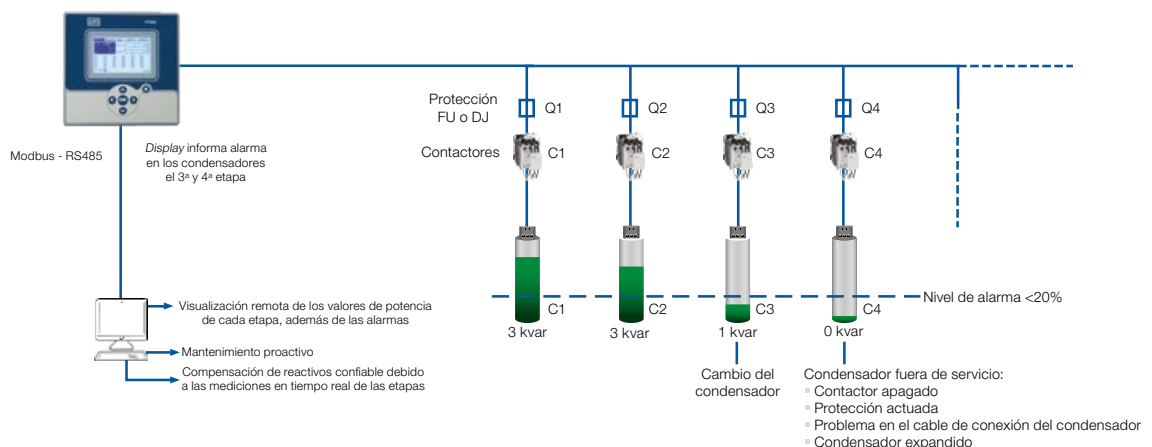 WEG
Protección
FU o DJ
Q1
Q2
Q3
Q4
Contactores
C1
C2
C3
C4
Modbus - RS485
Display informa alarma
en los condensadores
el 3ª y 4ª etapa
Nivel de alarma <20%
C1
C2
C3
C4
3 kvar
3 kvar
1 kvar
0 kvar
Visualización remota de los valores de potencia
de cada etapa, además de las alarmas
Mantenimiento proactivo
Compensación de reactivos confiable debido
a las mediciones en tiempo real de las etapas
Cambio del
condensador
Condensador fuera de servicio:
Contactor apagado
Protección actuada
Problema en el cable de conexión del condensador
Condensador expandido